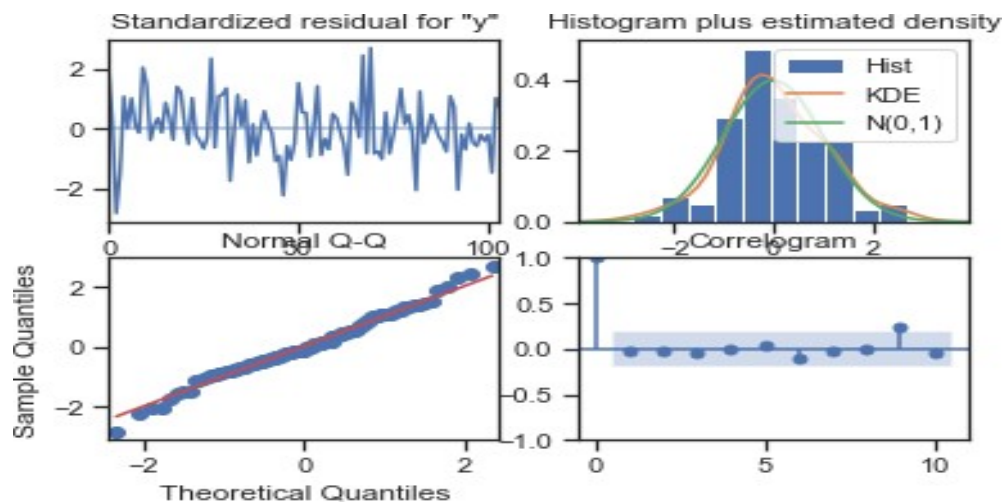 Standardized residual for "y"
Histogram plus estimated density
2
0
−2
0
50
100
0.4
0.2
0.0
−2
0
2
Hist
KDE
N(0,1)
Normal Q-Q
Correlogram
Sample Quantiles
2
0
−2
−2
0
2
Theoretical Quantiles
1.0
0.5
0.0
−0.5
−1.0
0
5
10